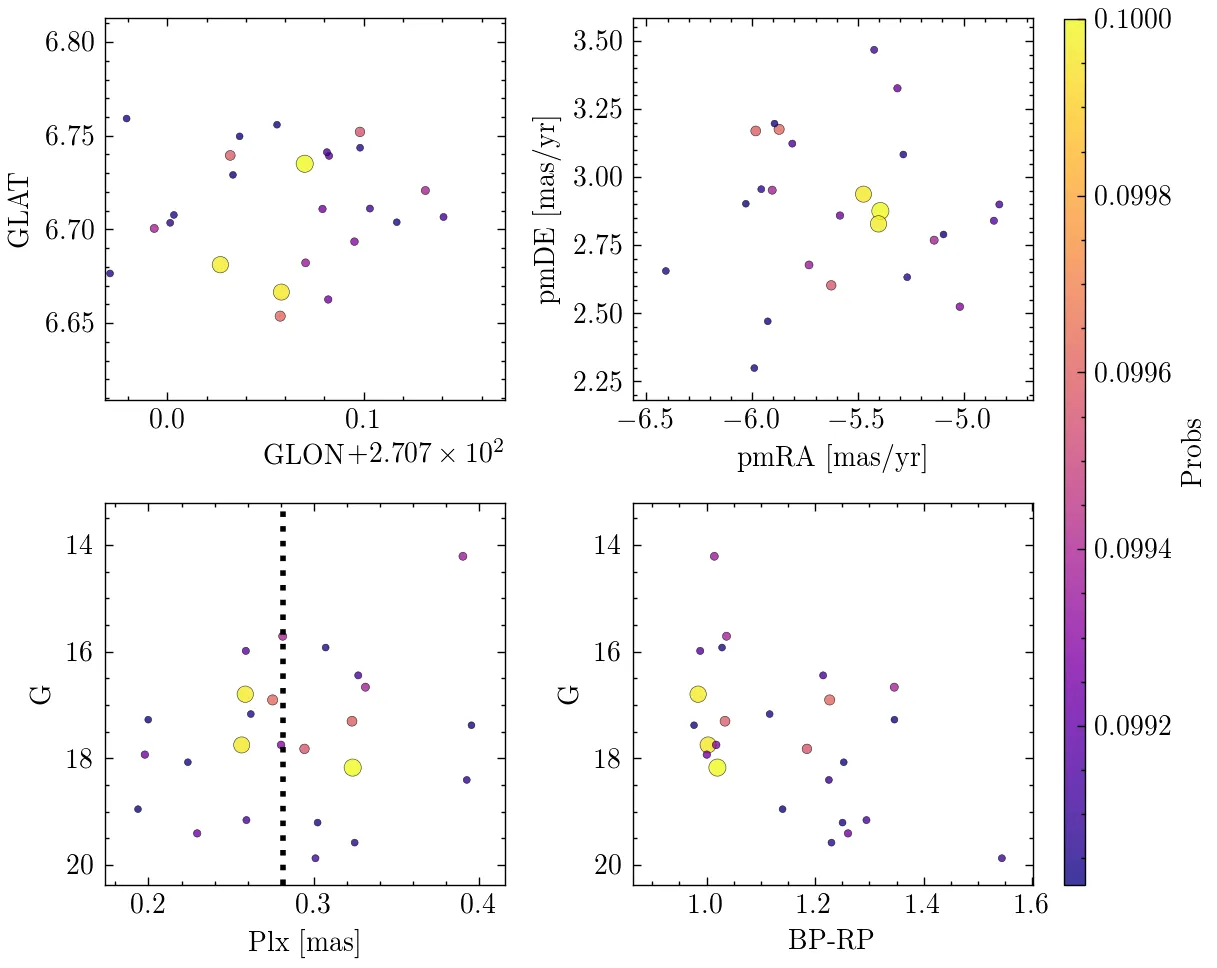 6.80
6.75
6.70
6.65
GLAT
0.0 0.1
GLON+2.707 × 10²
3.50
3.25
3.00
2.75
2.50
2.25
pmDE [mas/yr]
−6.5 −6.0 −5.5 −5.0
pmRA [mas/yr]
14
16
18
20
G
0.2 0.3 0.4
Plx [mas]
14
16
18
20
G
1.0 1.2 1.4 1.6
BP-RP
0.1000
0.0998
0.0996
0.0994
0.0992
Probs